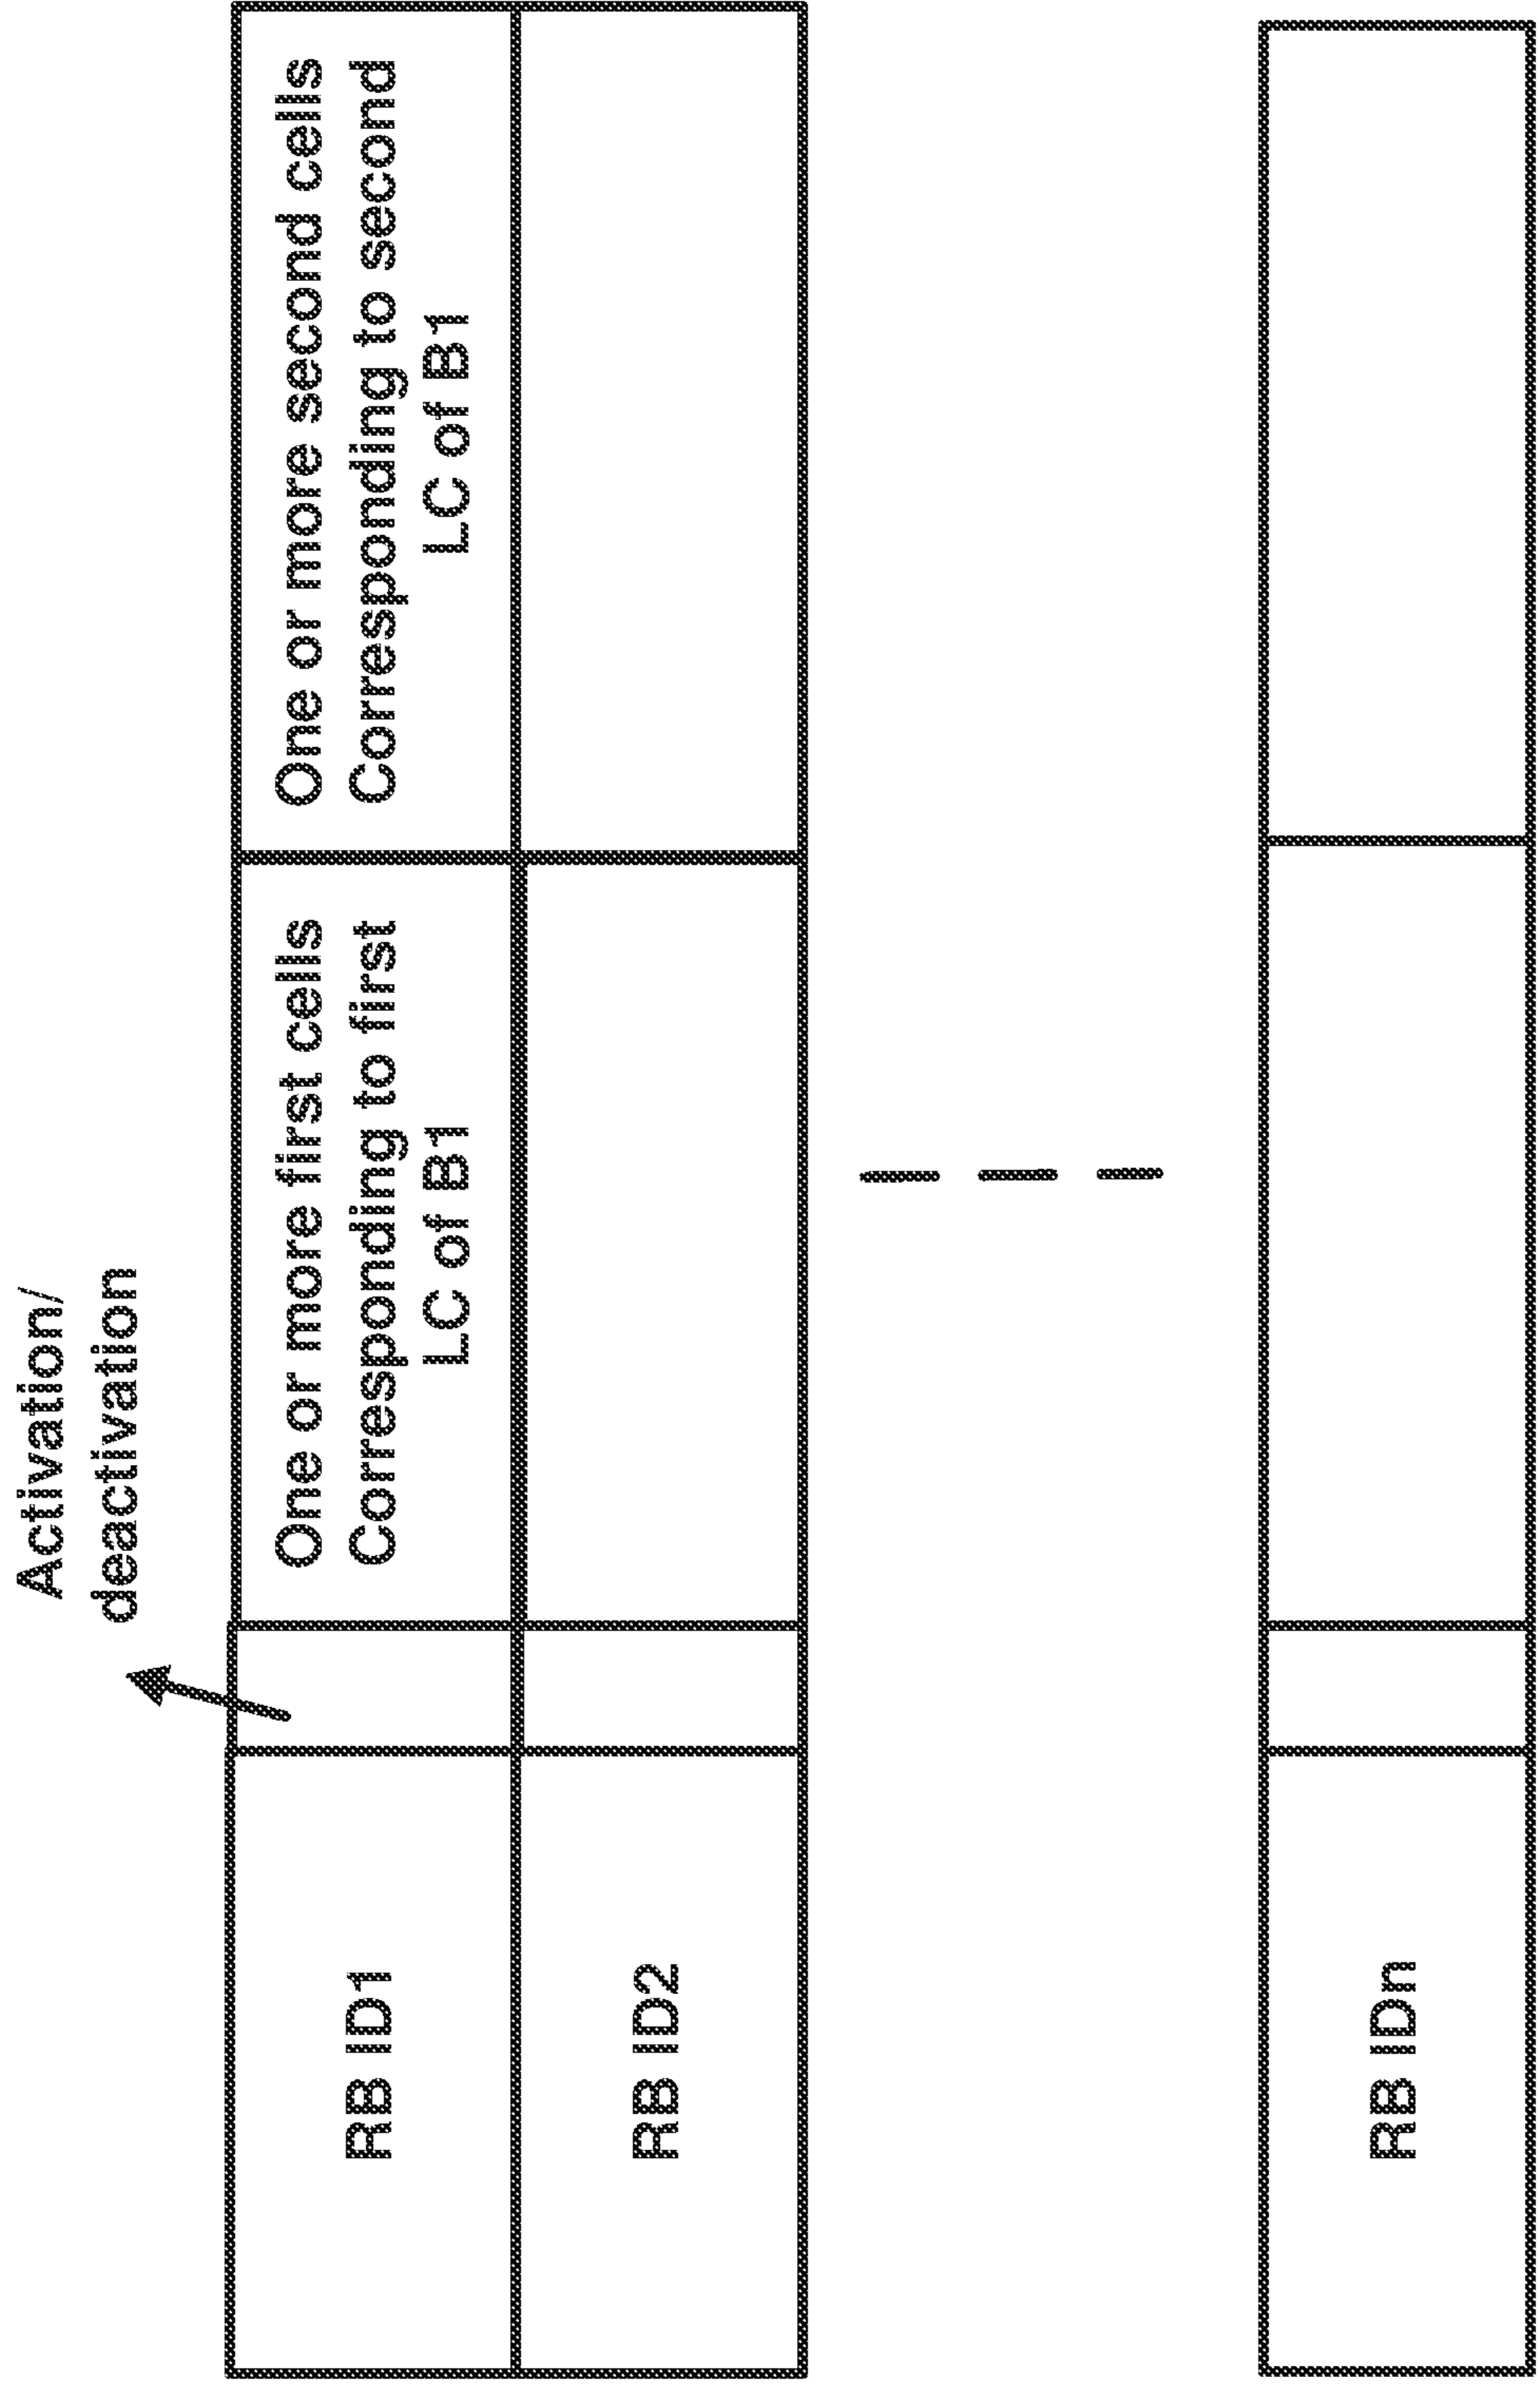 Activation/
deactivation
RB ID1
One or more first cells
Corresponding to first
LC of B1
One or more second cells
Corresponding to second
LC of B1
RB ID2
RB IDn